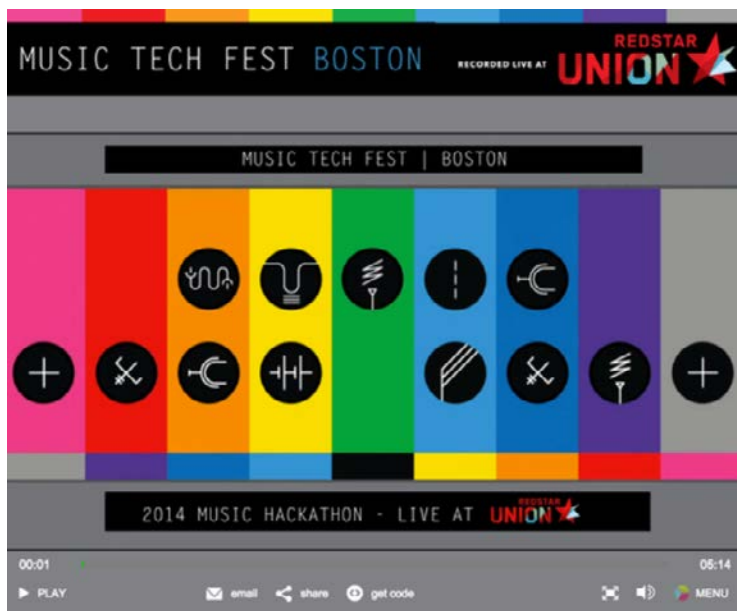 MUSIC TECH FEST BOSTON RECORDED LIVE AT REDSTAR UNION
MUSIC TECH FEST | BOSTON
2014 MUSIC HACKATHON - LIVE AT REDSTAR UNION
00:01 05:14
PLAY email share get code MENU